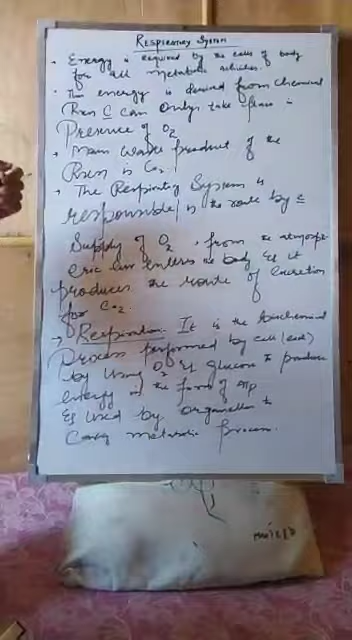 Respiratory System
• Energy is required by the cells of body
for all metabolic activities.
• This energy is derived from chemical
Rxn c can only take place in
Presence of O2
• Main waste product of the
Rxn is Co2
→ The Respiratory System is
responsible / is the route by c
Supply of O2, from the atmosph
eric enters the body & it
produces the route of Excretion
for Co2.
→ Respiration: It is the biochemical
Process performed by cell
by using O2 & glucose to produce
energy in the form of ATP
& used by organelles to
Carry metabolic process.